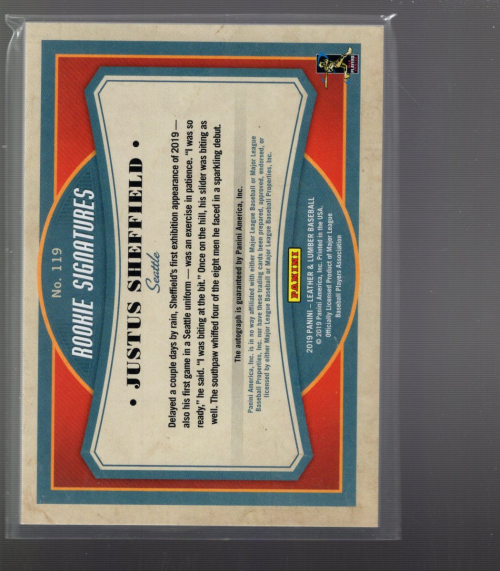 No. 119
ROOKIE SIGNATURES
• JUSTUS SHEFFIELD •
Seattle
Delayed a couple days by rain, Sheffield's first exhibition appearance of 2019 —
also his first game in a Seattle uniform — was an exercise in patience. "I was so
ready," he said. "I was biting at the bit." Once on the hill, his slider was biting as
well. The southpaw whiffed four of the eight men he faced in a sparkling debut.
The autograph is guaranteed by Panini America, Inc.
Panini America, Inc. is in no way affiliated with either Major League Baseball or Major League
Baseball Properties, Inc. nor have these trading cards been prepared, approved, endorsed, or
licensed by either Major League Baseball or Major League Baseball Properties, Inc.
PANINI
2019 PANINI – LEATHER & LUMBER BASEBALL
© 2019 Panini America, Inc. Printed in the USA.
Officially Licensed Product of Major League
Baseball Players Association